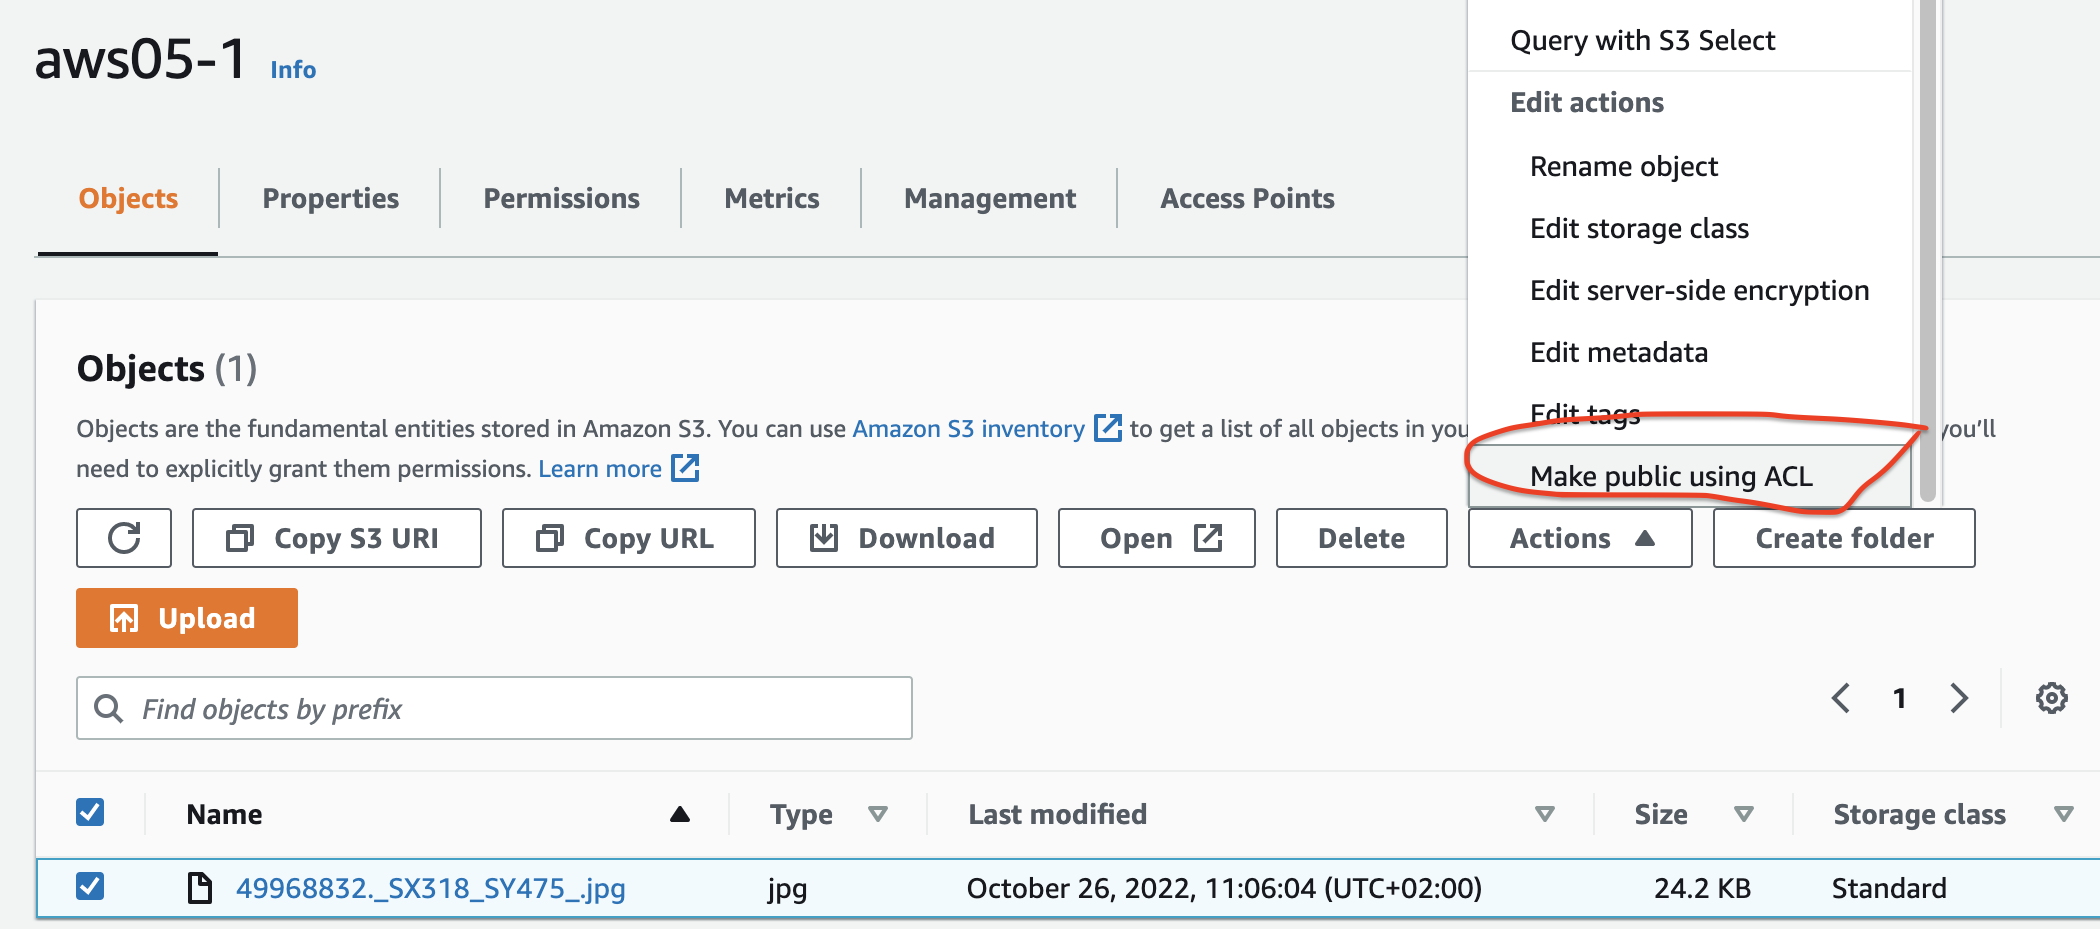 aws05-1 Info
Query with S3 Select
Edit actions
Rename object
Edit storage class
Edit server-side encryption
Edit metadata
Edit tags
Make public using ACL
Objects Properties Permissions Metrics Management Access Points
Objects (1)
Objects are the fundamental entities stored in Amazon S3. You can use Amazon S3 inventory to get a list of all objects in you you'll
need to explicitly grant them permissions. Learn more
Copy S3 URI Copy URL Download Open Delete Actions Create folder
Upload
Find objects by prefix
1
Name Type Last modified Size Storage class
49968832._SX318_SY475_.jpg jpg October 26, 2022, 11:06:04 (UTC+02:00) 24.2 KB Standard